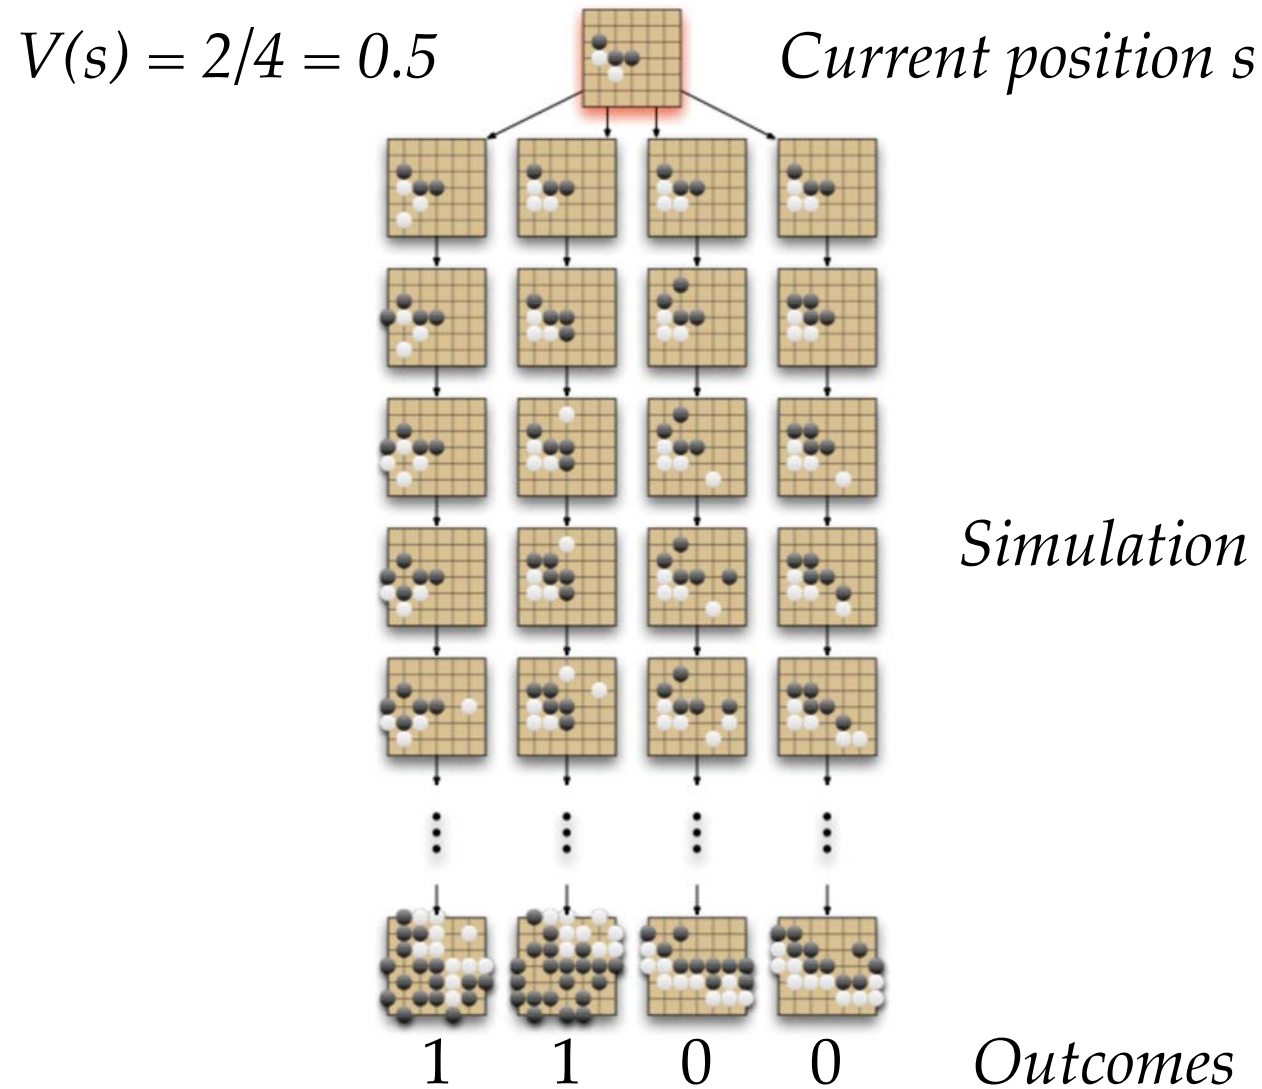 V(s) = 2/4 = 0.5
Current position s
Simulation
1 1 0 0 Outcomes